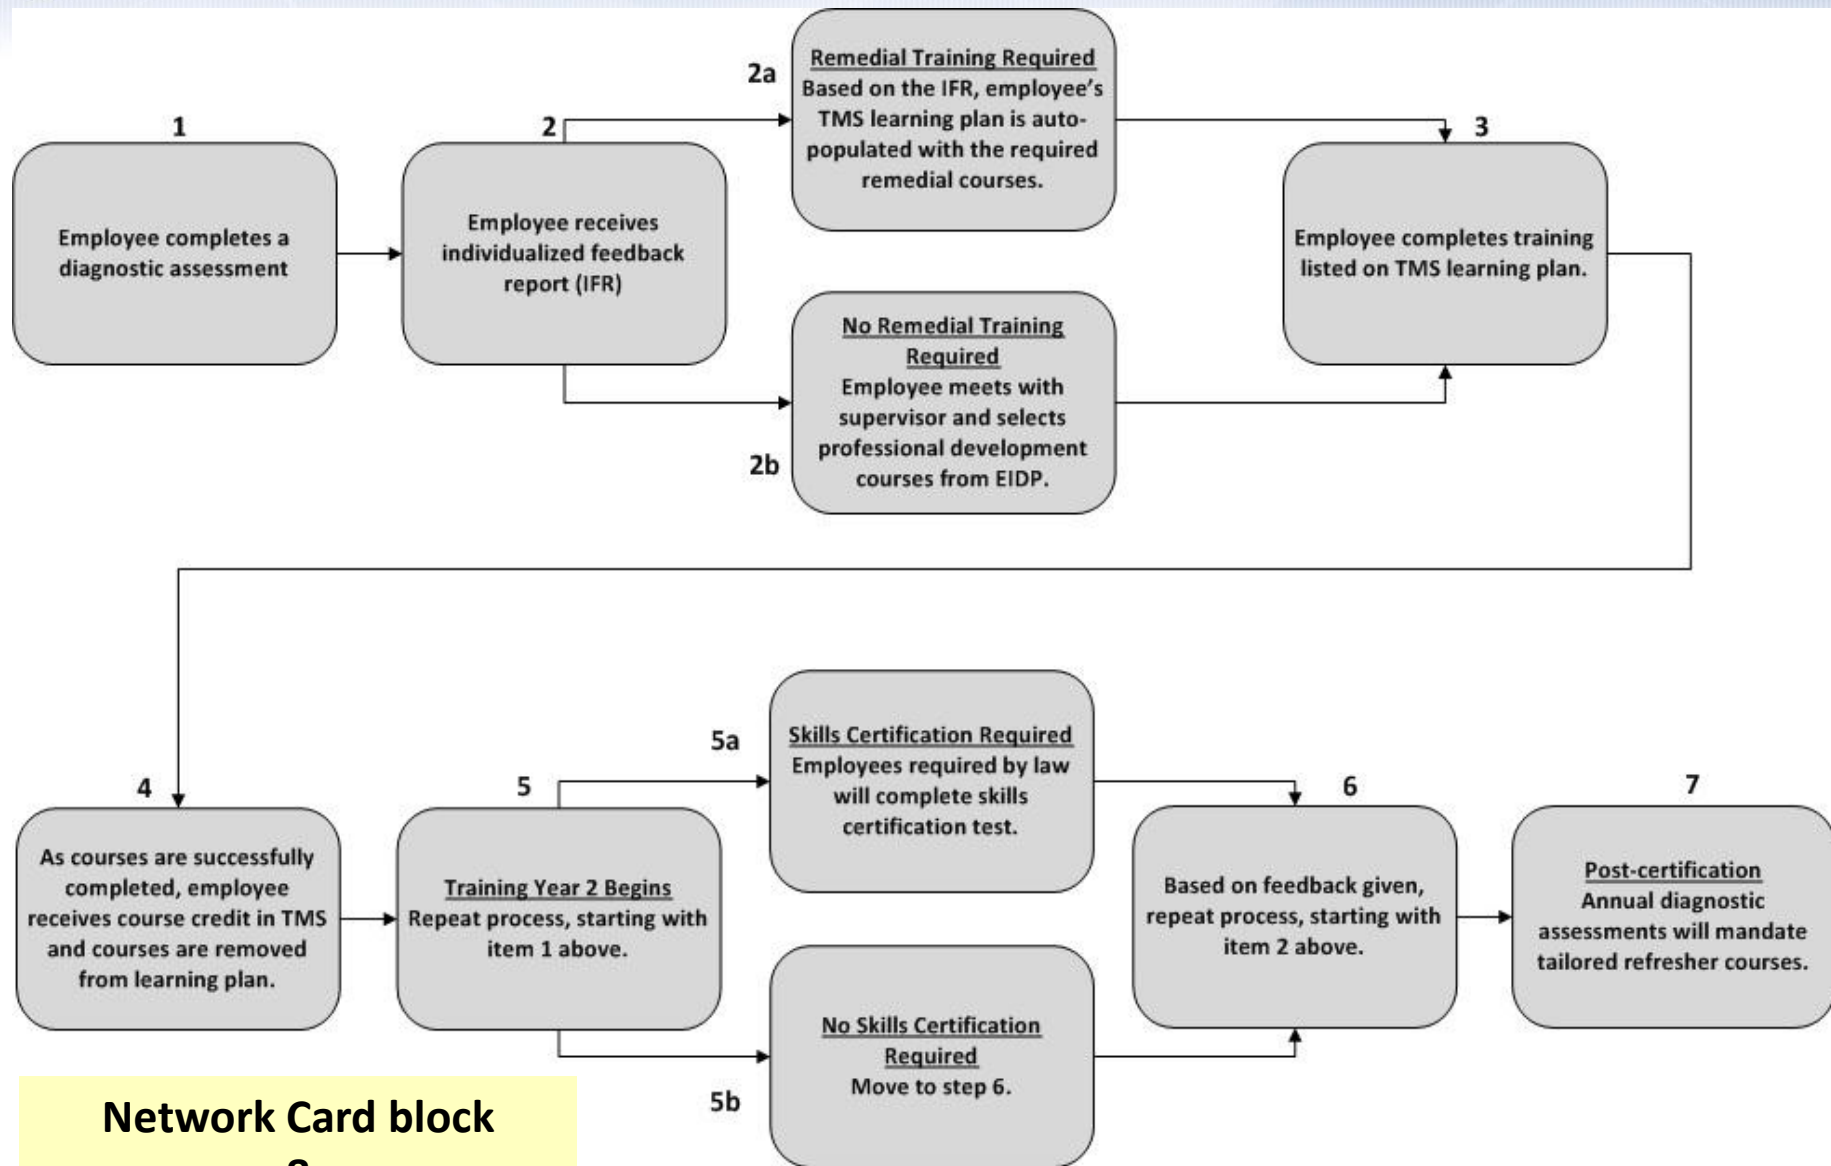 1
Employee completes a
diagnostic assessment
2
Employee receives
individualized feedback
report (IFR)
2a
Remedial Training Required
Based on the IFR, employee's
TMS learning plan is auto-
populated with the required
remedial courses.
2b
No Remedial Training
Required
Employee meets with
supervisor and selects
professional development
courses from EIDP.
3
Employee completes training
listed on TMS learning plan.
4
As courses are successfully
completed, employee
receives course credit in TMS
and courses are removed
from learning plan.
5
Training Year 2 Begins
Repeat process, starting with
item 1 above.
5a
Skills Certification Required
Employees required by law
will complete skills
certification test.
5b
No Skills Certification
Required
Move to step 6.
6
Based on feedback given,
repeat process, starting with
item 2 above.
7
Post-certification
Annual diagnostic
assessments will mandate
tailored refresher courses.
Network Card block